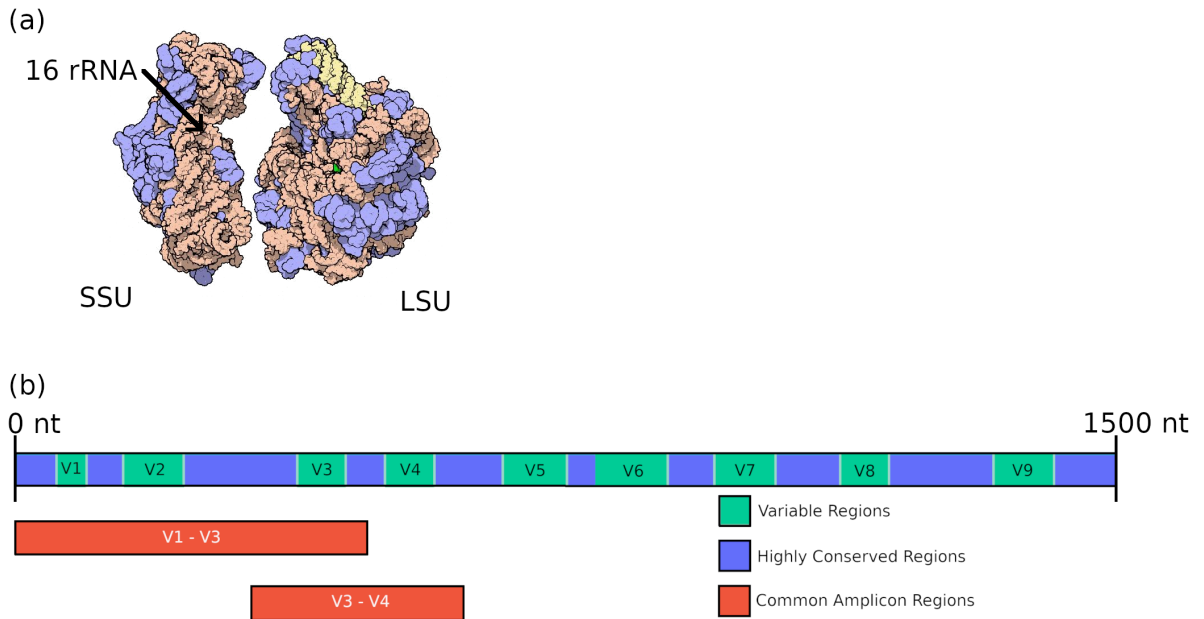 (a)
16 rRNA
SSU
LSU
(b)
0 nt
1500 nt
V1
V2
V3
V4
V5
V6
V7
V8
V9
V1 - V3
V3 - V4
Variable Regions
Highly Conserved Regions
Common Amplicon Regions